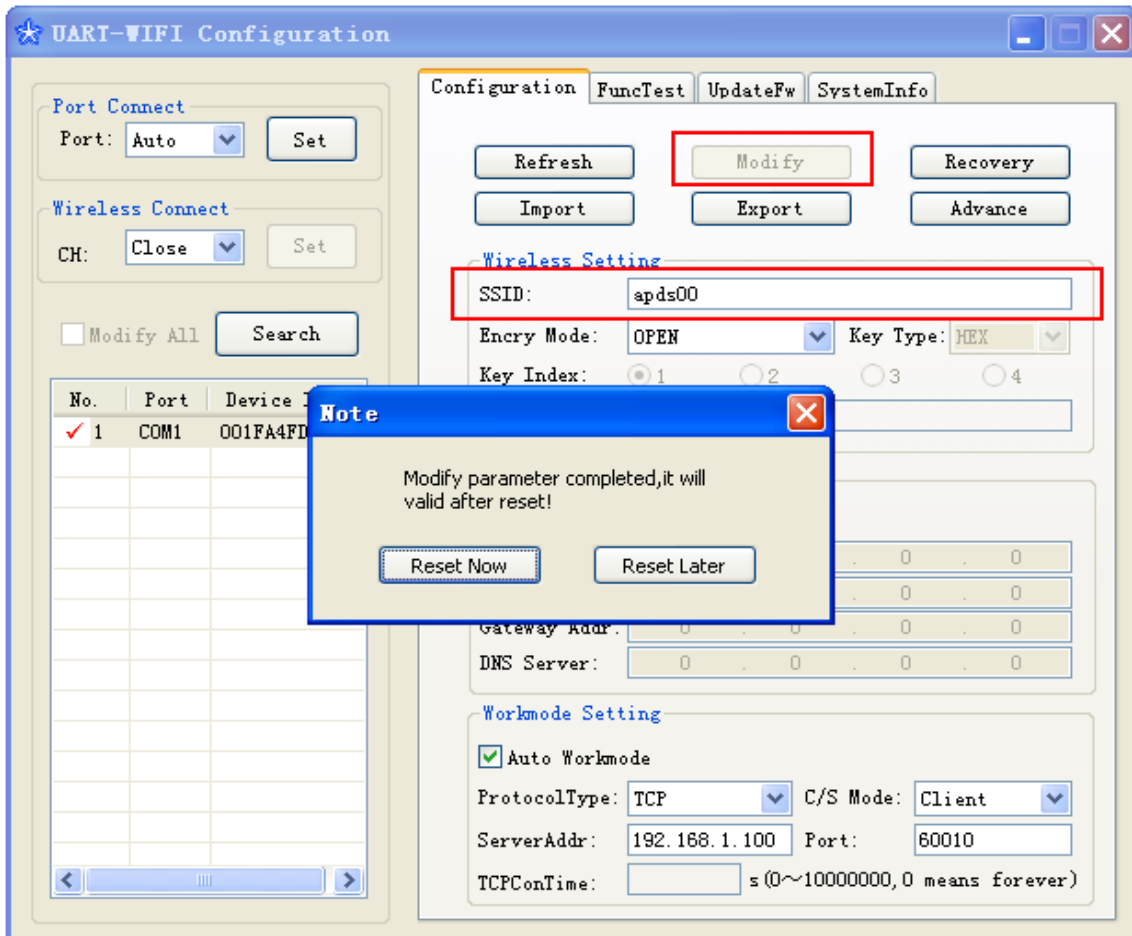 UART-WIFI Configuration
Port Connect
Port: Auto Set
Wireless Connect
CH: Close Set
Modify All Search
No. Port Device
1 COM1 001FA4FD
Configuration FuncTest UpdateFw SystemInfo
Refresh Modify Recovery
Import Export Advance
Wireless Setting
SSID: apds00
Encry Mode: OPEN Key Type: HEX
Key Index: 1 2 3 4
Note
Modify parameter completed,it will
valid after reset!
Reset Now Reset Later
. 0 . 0
. 0 . 0
Gateway Addr: 0 . 0 . 0 . 0
DNS Server: 0 . 0 . 0 . 0
Workmode Setting
Auto Workmode
ProtocolType: TCP C/S Mode: Client
ServerAddr: 192.168.1.100 Port: 60010
TCPConTime: s(0～10000000,0 means forever)